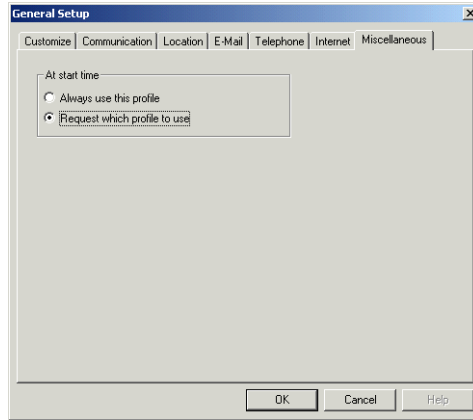 General Setup
Customize Communication Location E-Mail Telephone Internet Miscellaneous
At start time
Always use this profile
Request which profile to use
OK Cancel Help